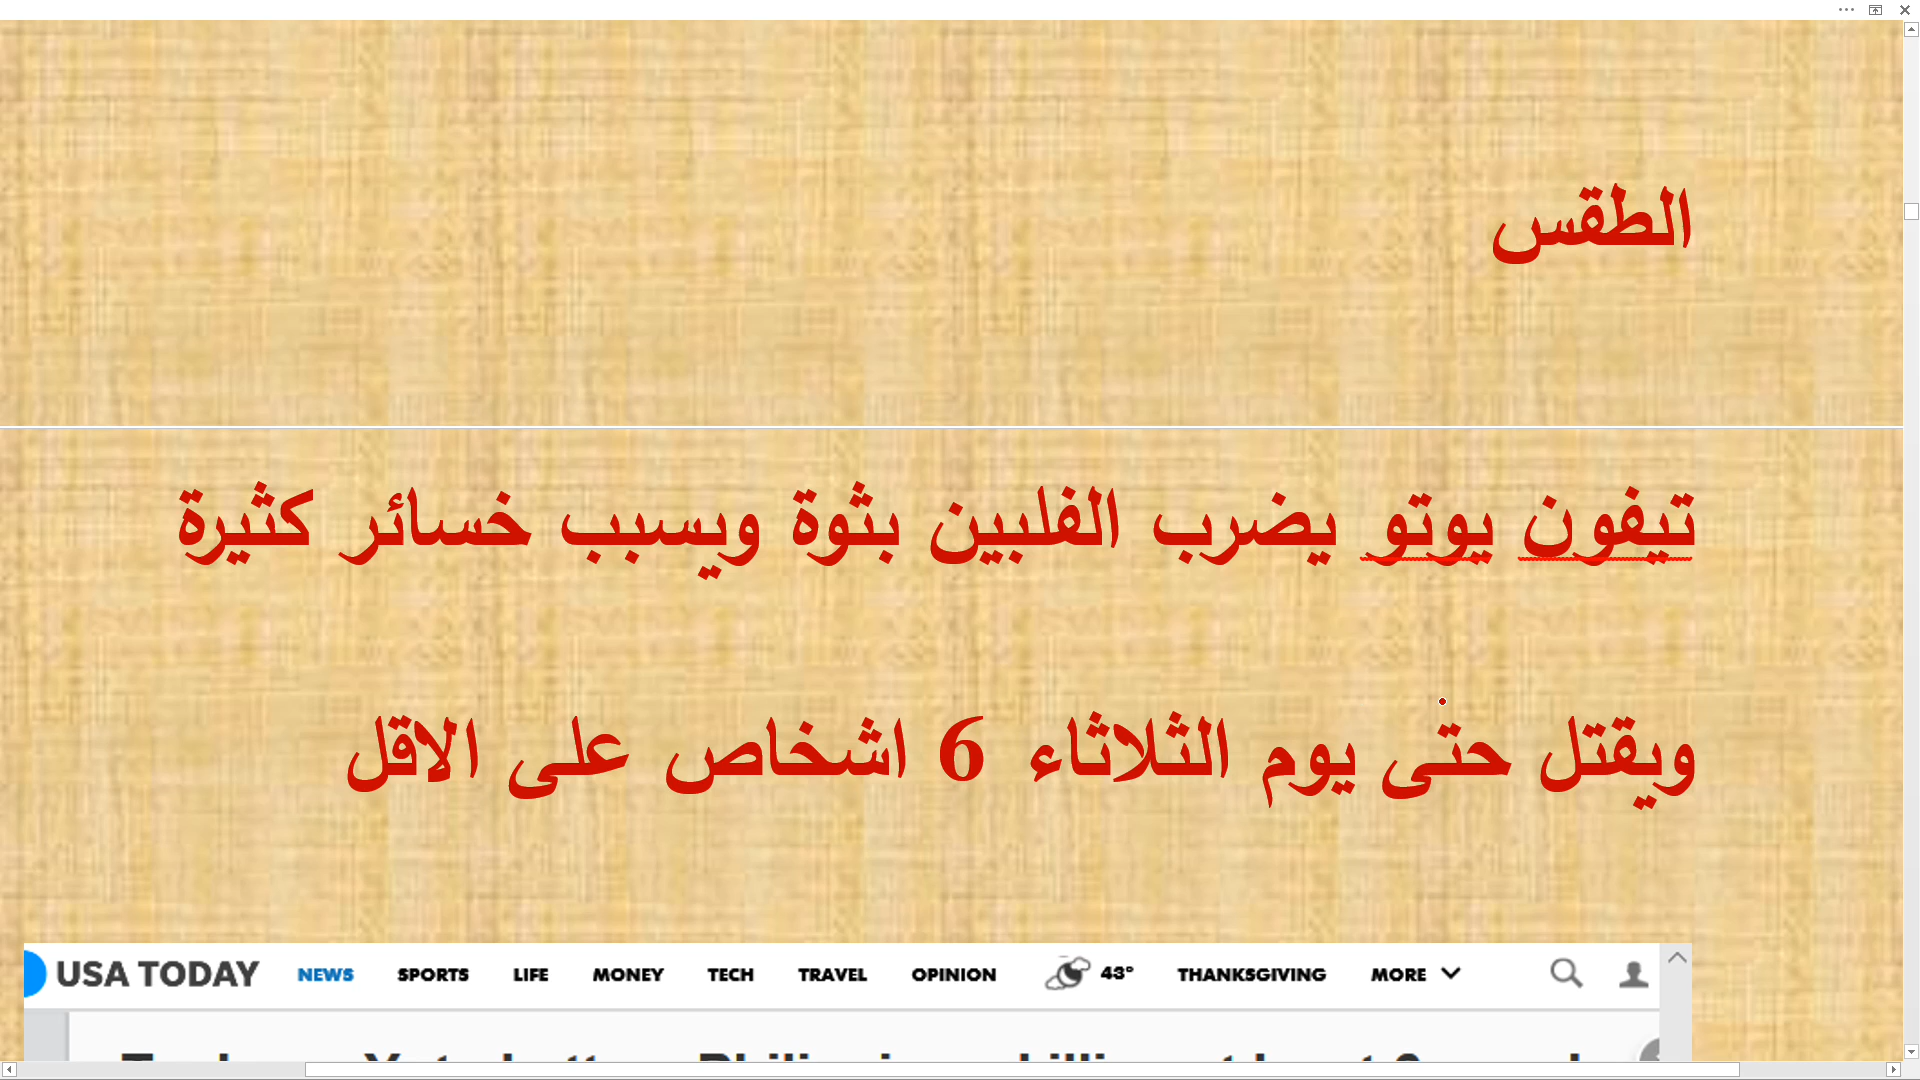 الطقس
تيفون يوتو يضرب الفلبين بثوة ويسبب خسائر كثيرة
ويقتل حتى يوم الثلاثاء 6 اشخاص على الاقل
USA TODAY NEWS SPORTS LIFE MONEY TECH TRAVEL OPINION 43° THANKSGIVING MORE